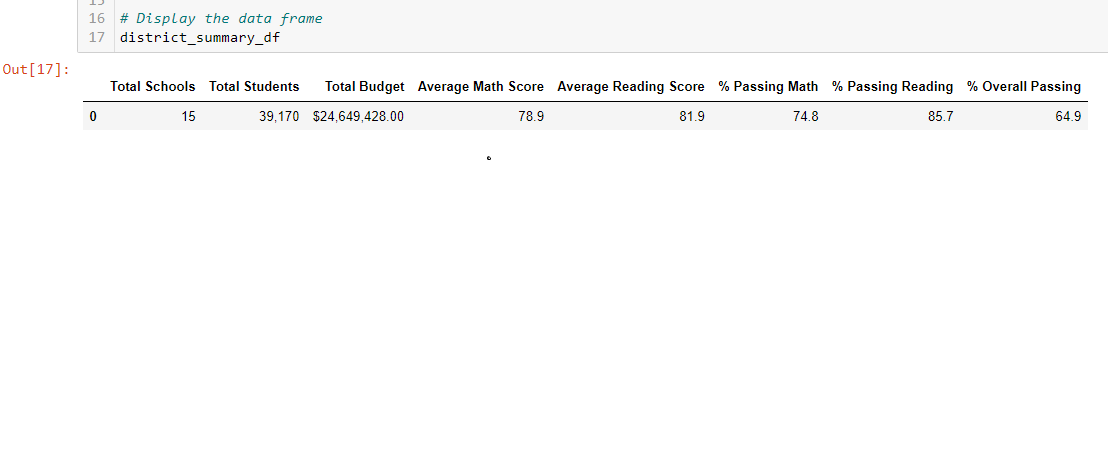 16 # Display the data frame
17 district_summary_df
Out[17]:
Total Schools Total Students Total Budget Average Math Score Average Reading Score % Passing Math % Passing Reading % Overall Passing
0 15 39,170 $24,649,428.00 78.9 81.9 74.8 85.7 64.9